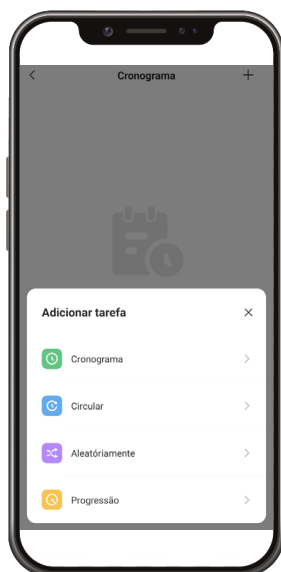 Cronograma
Adicionar tarefa
Cronograma
Circular
Aleatóriamente
Progressão